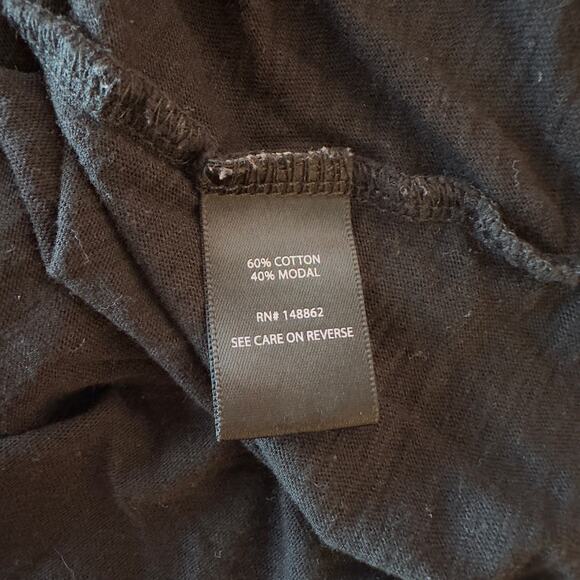 60% COTTON
40% MODAL
RN# 148862
SEE CARE ON REVERSE